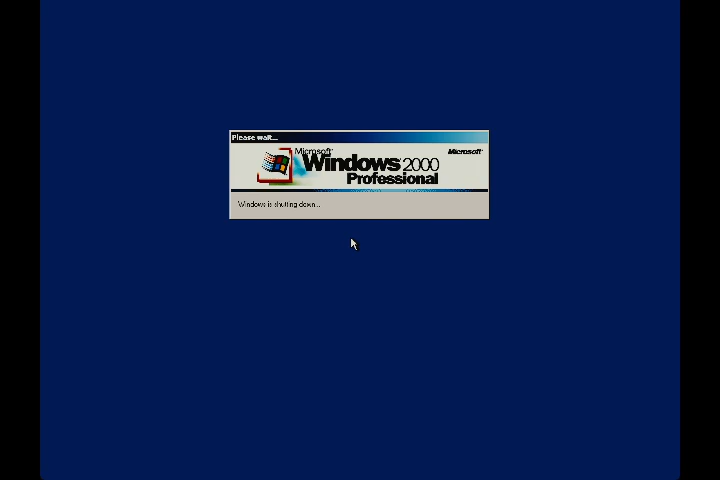 Please wait...
Microsoft
Microsoft
Windows 2000
Professional
Windows is shutting down...